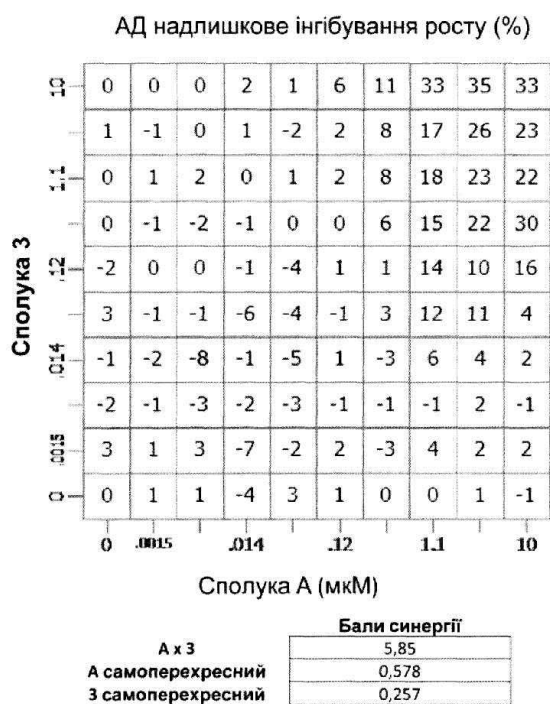 АД надлишкове інгібування росту (%)
10 0 0 0 2 1 6 11 33 35 33
1 -1 0 1 -2 2 8 17 26 23
1,1 0 1 2 0 1 2 8 18 23 22
0 -1 -2 -1 0 0 6 15 22 30
.12 -2 0 0 -1 -4 1 1 14 10 16
3 -1 -1 -6 -4 -1 3 12 11 4
.014 -1 -2 -8 -1 -5 1 -3 6 4 2
-2 -1 -3 -2 -3 -1 -1 -1 2 -1
.0015 3 1 3 -7 -2 2 -3 4 2 2
0 0 1 1 -4 3 1 0 0 1 -1
Сполука 3
0 .0015 .014 .12 1.1 10
Сполука А (мкМ)
Бали синергії
А х 3 5,85
А самоперехресний 0,578
3 самоперехресний 0,257